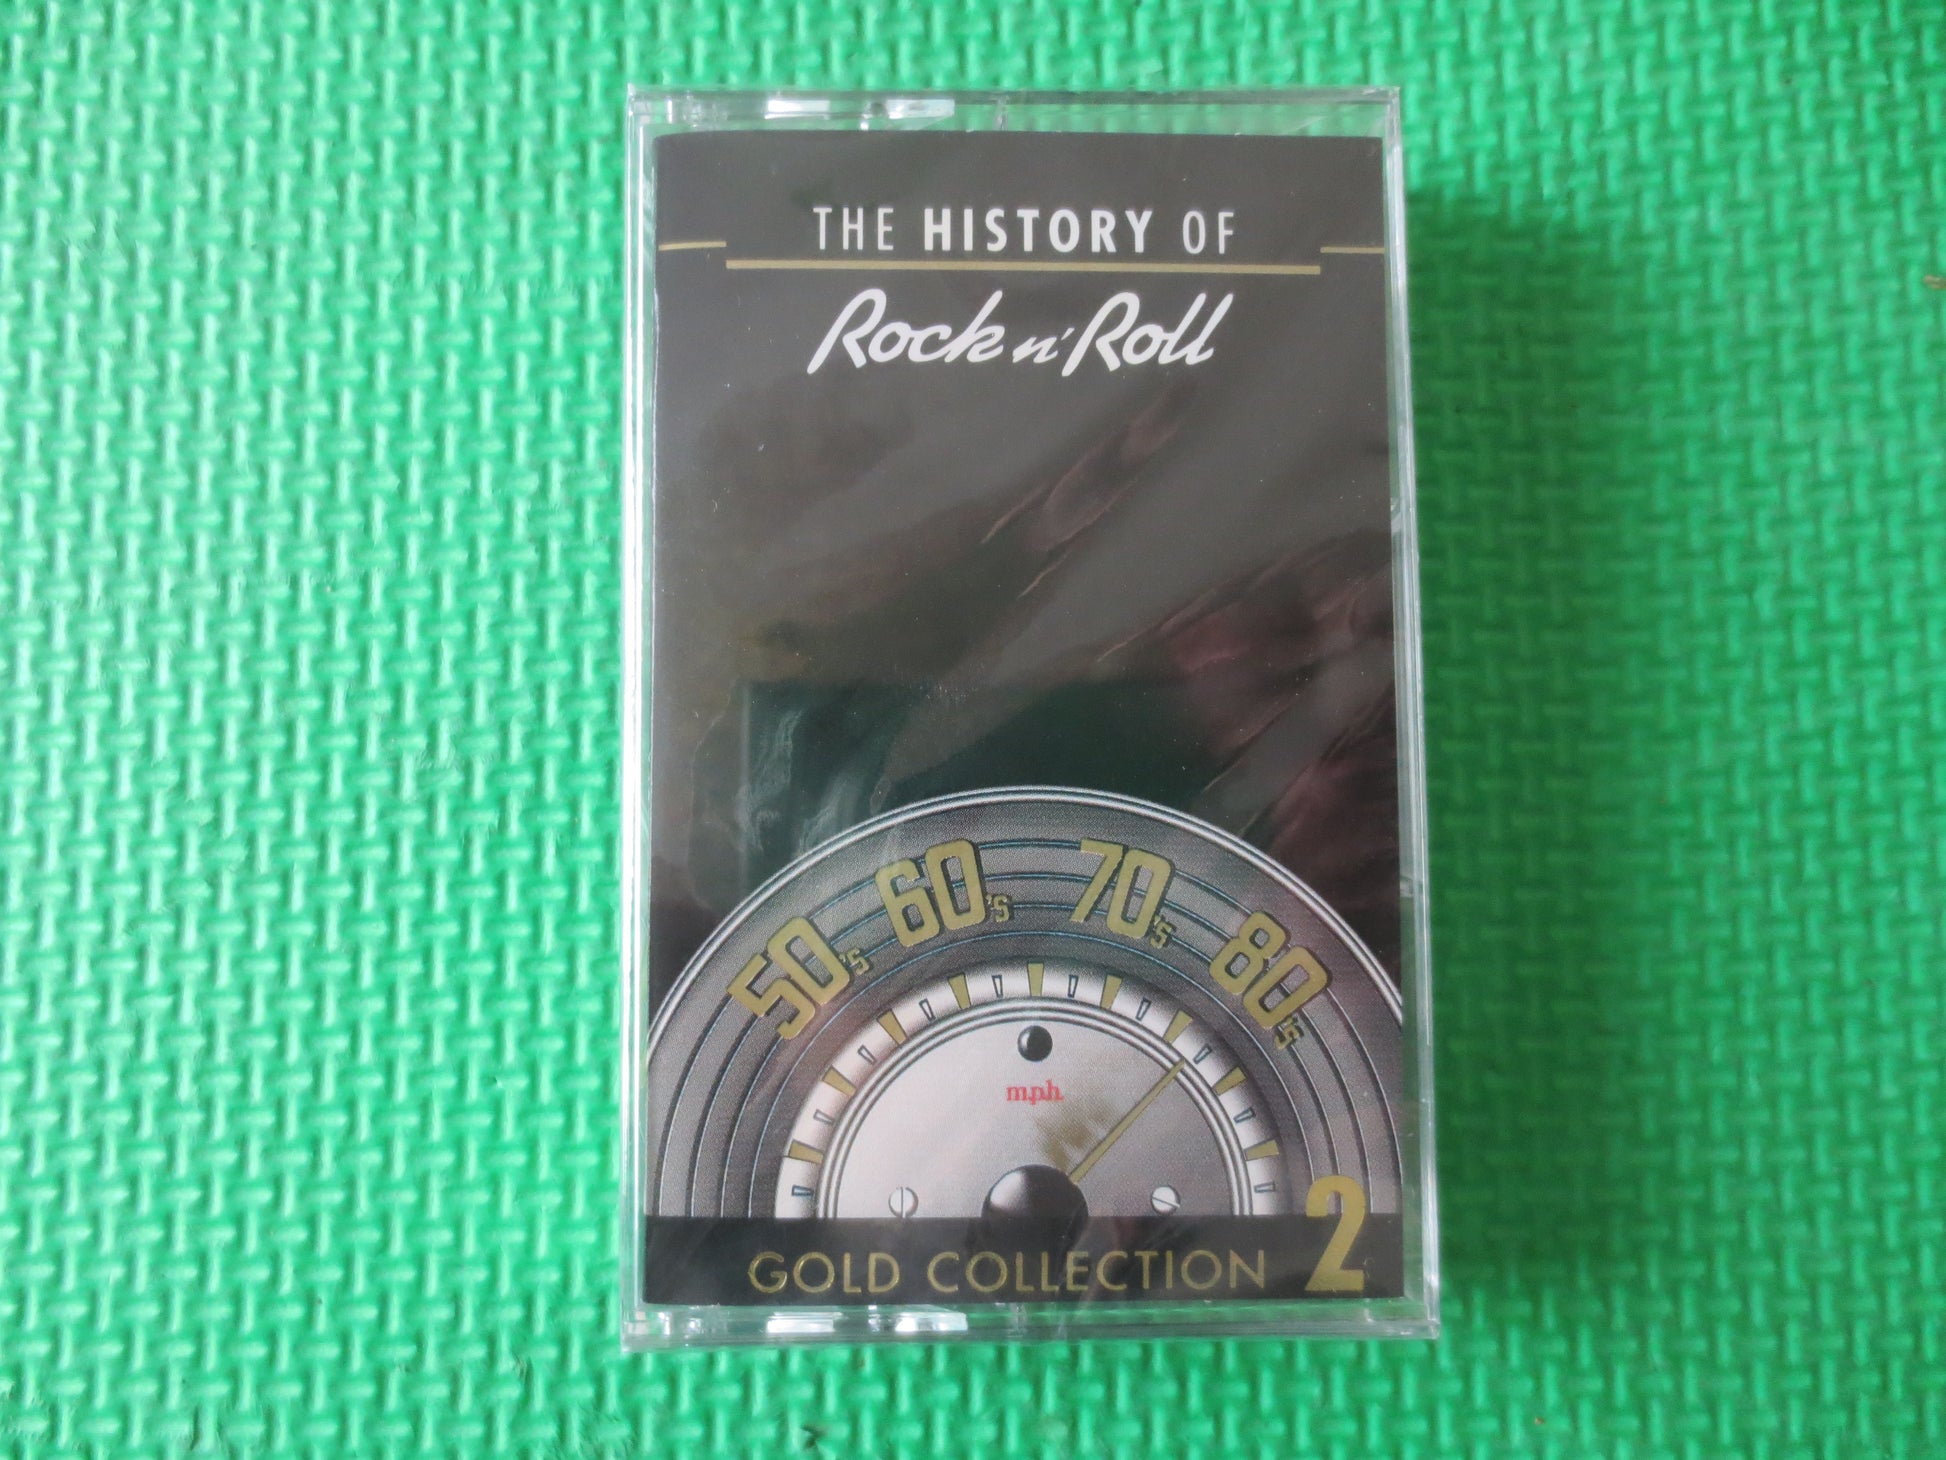 THE HISTORY OF
Rock n' Roll
50's 60's 70's 80's
m.p.h.
GOLD COLLECTION 2